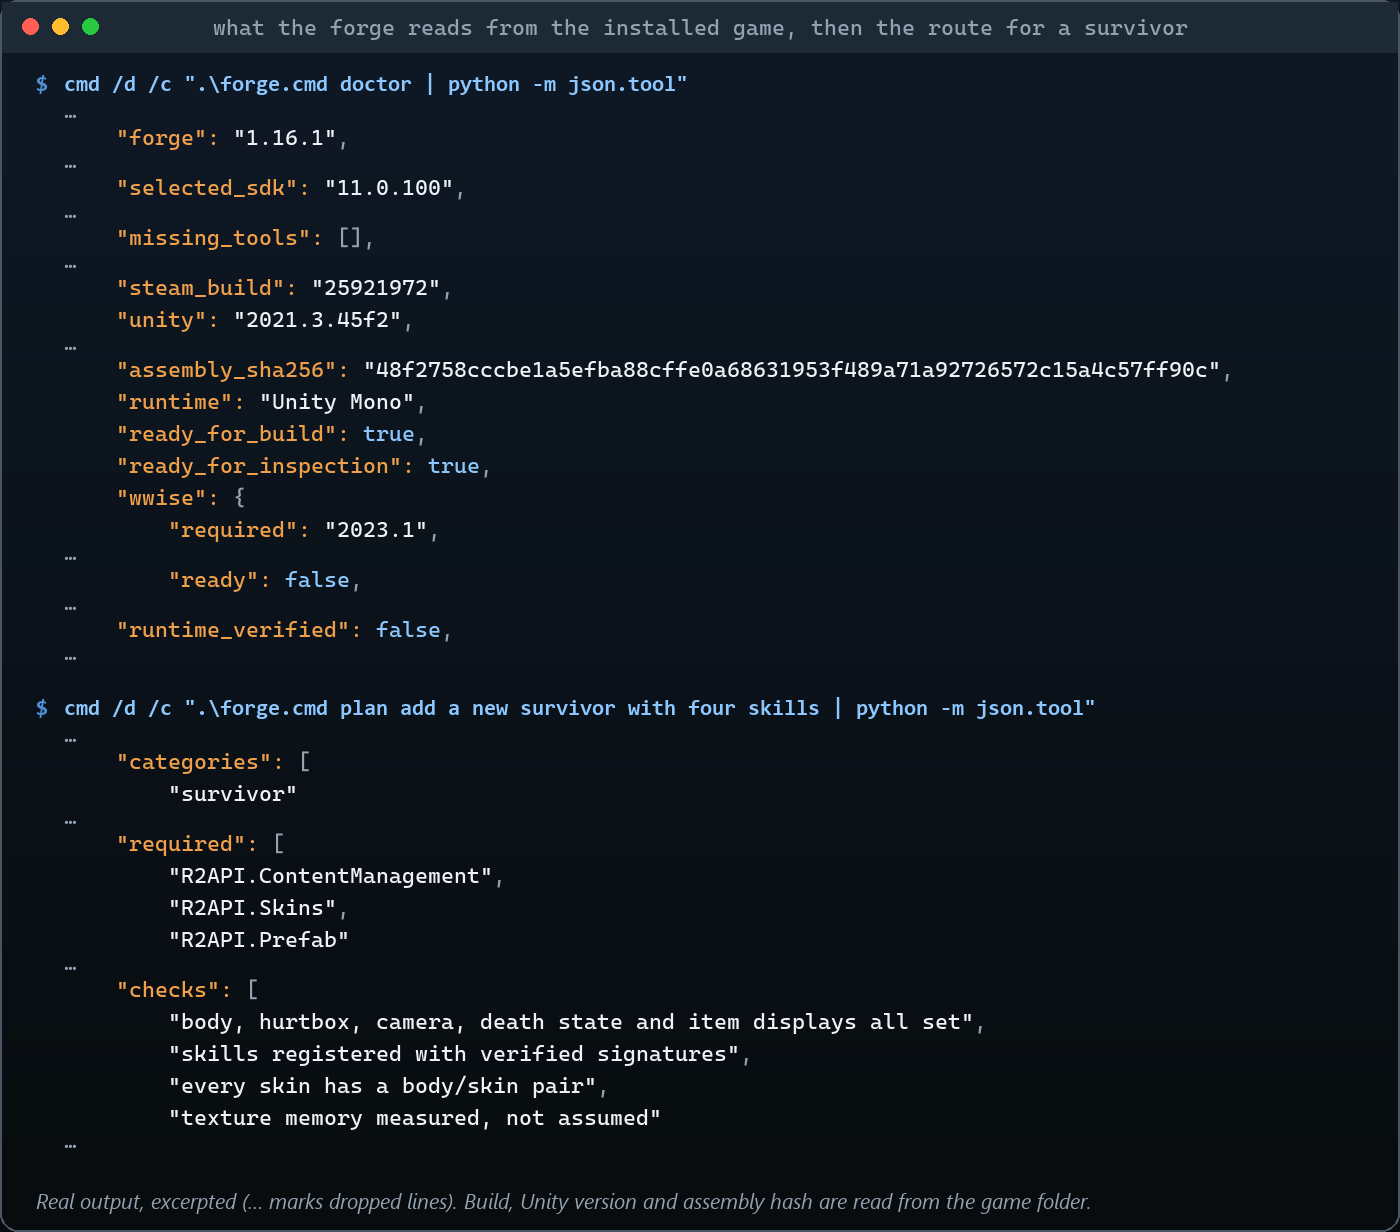 what the forge reads from the installed game, then the route for a survivor
$ cmd /d /c ".\forge.cmd doctor | python -m json.tool"
…
"forge": "1.16.1",
…
"selected_sdk": "11.0.100",
…
"missing_tools": [],
…
"steam_build": "25921972",
"unity": "2021.3.45f2",
…
"assembly_sha256": "48f2758cccbe1a5efba88cffe0a68631953f489a71a92726572c15a4c57ff90c",
"runtime": "Unity Mono",
"ready_for_build": true,
"ready_for_inspection": true,
"wwise": {
"required": "2023.1",
…
"ready": false,
…
"runtime_verified": false,
…
$ cmd /d /c ".\forge.cmd plan add a new survivor with four skills | python -m json.tool"
…
"categories": [
"survivor"
…
"required": [
"R2API.ContentManagement",
"R2API.Skins",
"R2API.Prefab"
…
"checks": [
"body, hurtbox, camera, death state and item displays all set",
"skills registered with verified signatures",
"every skin has a body/skin pair",
"texture memory measured, not assumed"
…
Real output, excerpted (... marks dropped lines). Build, Unity version and assembly hash are read from the game folder.